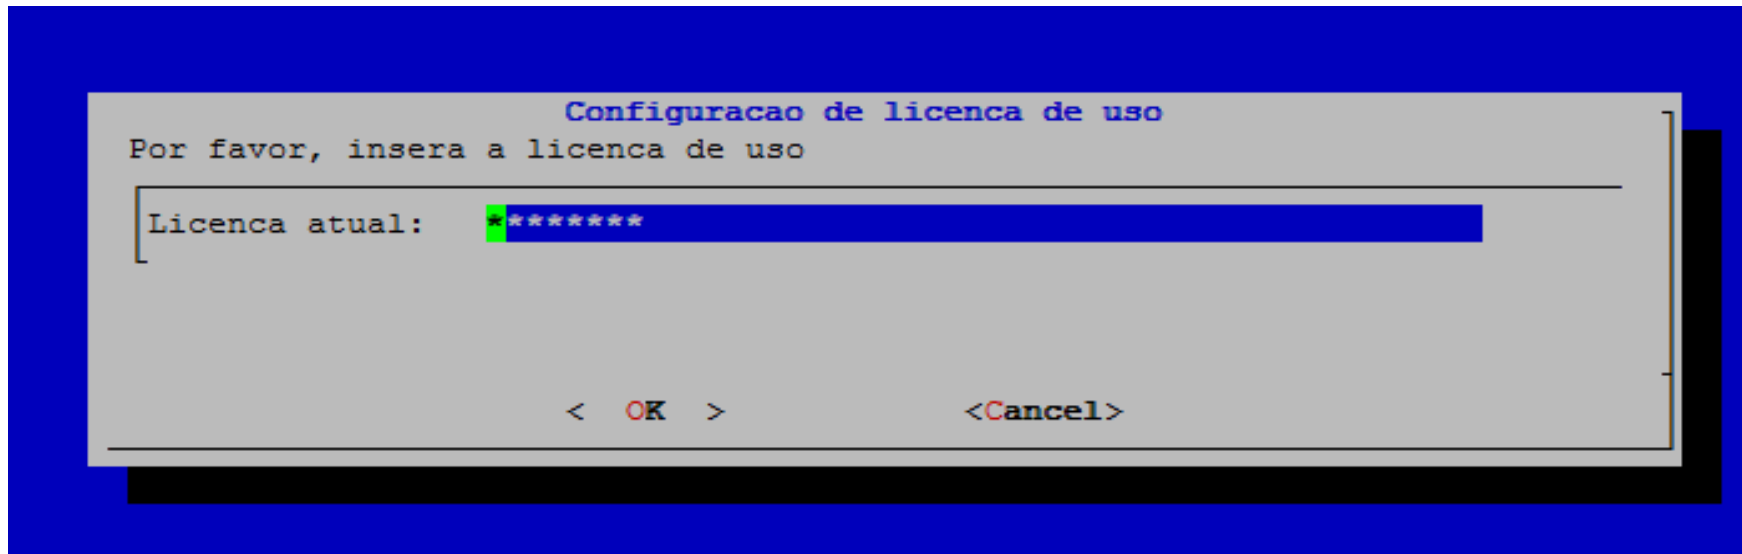 Configuracao de licenca de uso
Por favor, insera a licenca de uso
Licenca atual: ********
< OK > <Cancel>